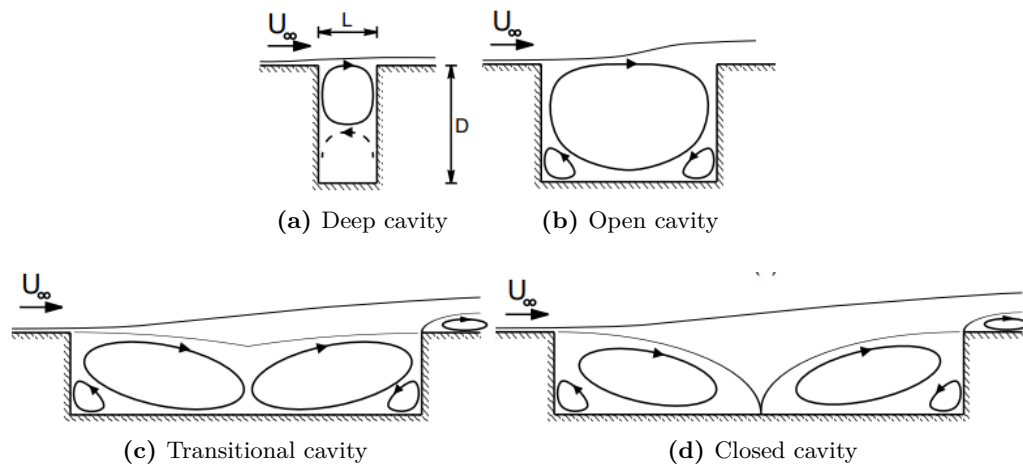 U∞ L U∞
D
(a) Deep cavity (b) Open cavity
U∞ U∞
(c) Transitional cavity (d) Closed cavity